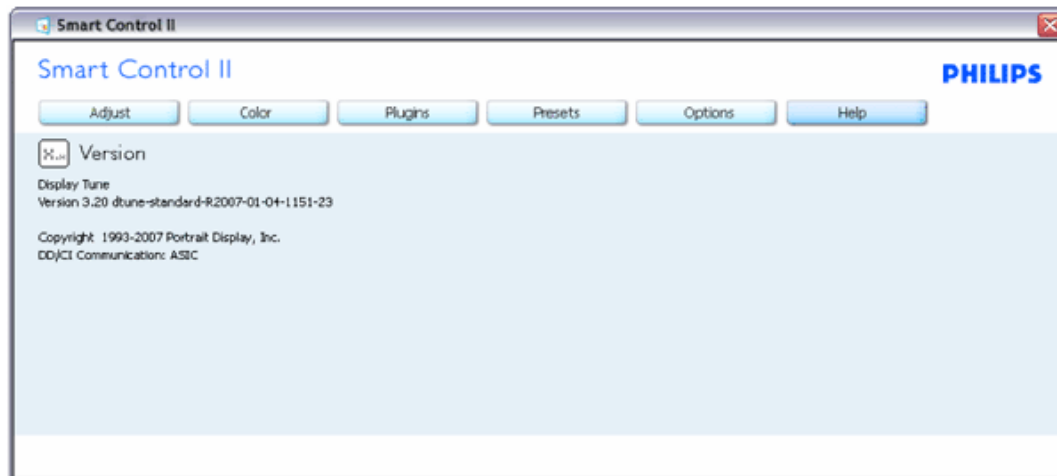 Smart Control II
Smart Control II
PHILIPS
Adjust
Color
Plugins
Presets
Options
Help
Version
Display Tune
Version 3.20 dtune-standard-R2007-01-04-1151-23
Copyright 1993-2007 Portrait Display, Inc.
DD/CI Communication: ASIC